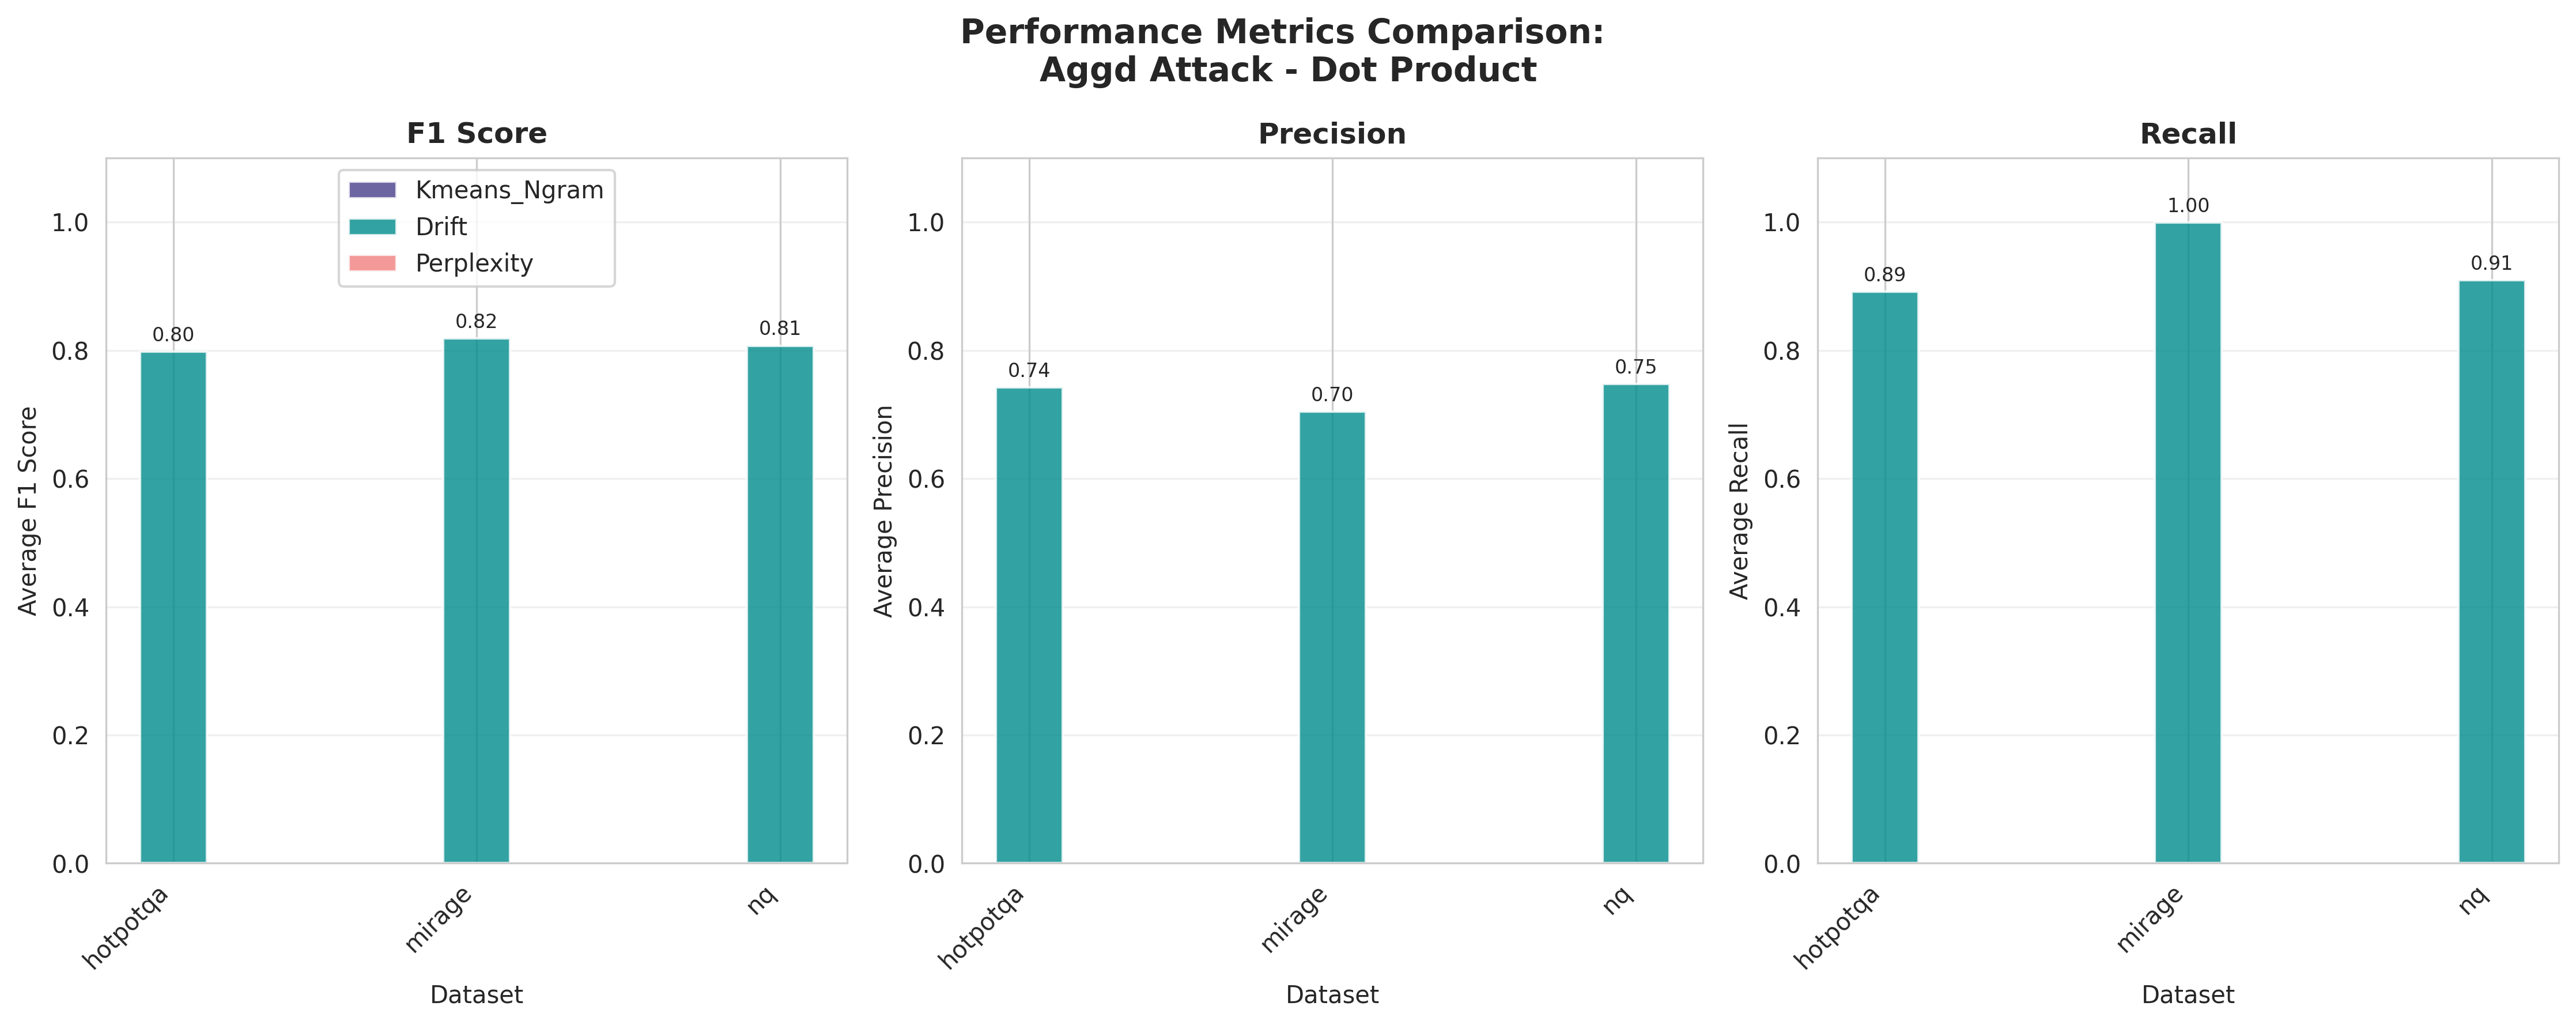 Performance Metrics Comparison:
Aggd Attack - Dot Product
F1 Score
Kmeans_Ngram
Drift
Perplexity
Average F1 Score
1.0
0.8
0.6
0.4
0.2
0.0
0.80
0.82
0.81
hotpotqa
mirage
nq
Dataset
Precision
Average Precision
1.0
0.8
0.6
0.4
0.2
0.0
0.74
0.70
0.75
hotpotqa
mirage
nq
Dataset
Recall
Average Recall
1.0
0.8
0.6
0.4
0.2
0.0
0.89
1.00
0.91
hotpotqa
mirage
nq
Dataset